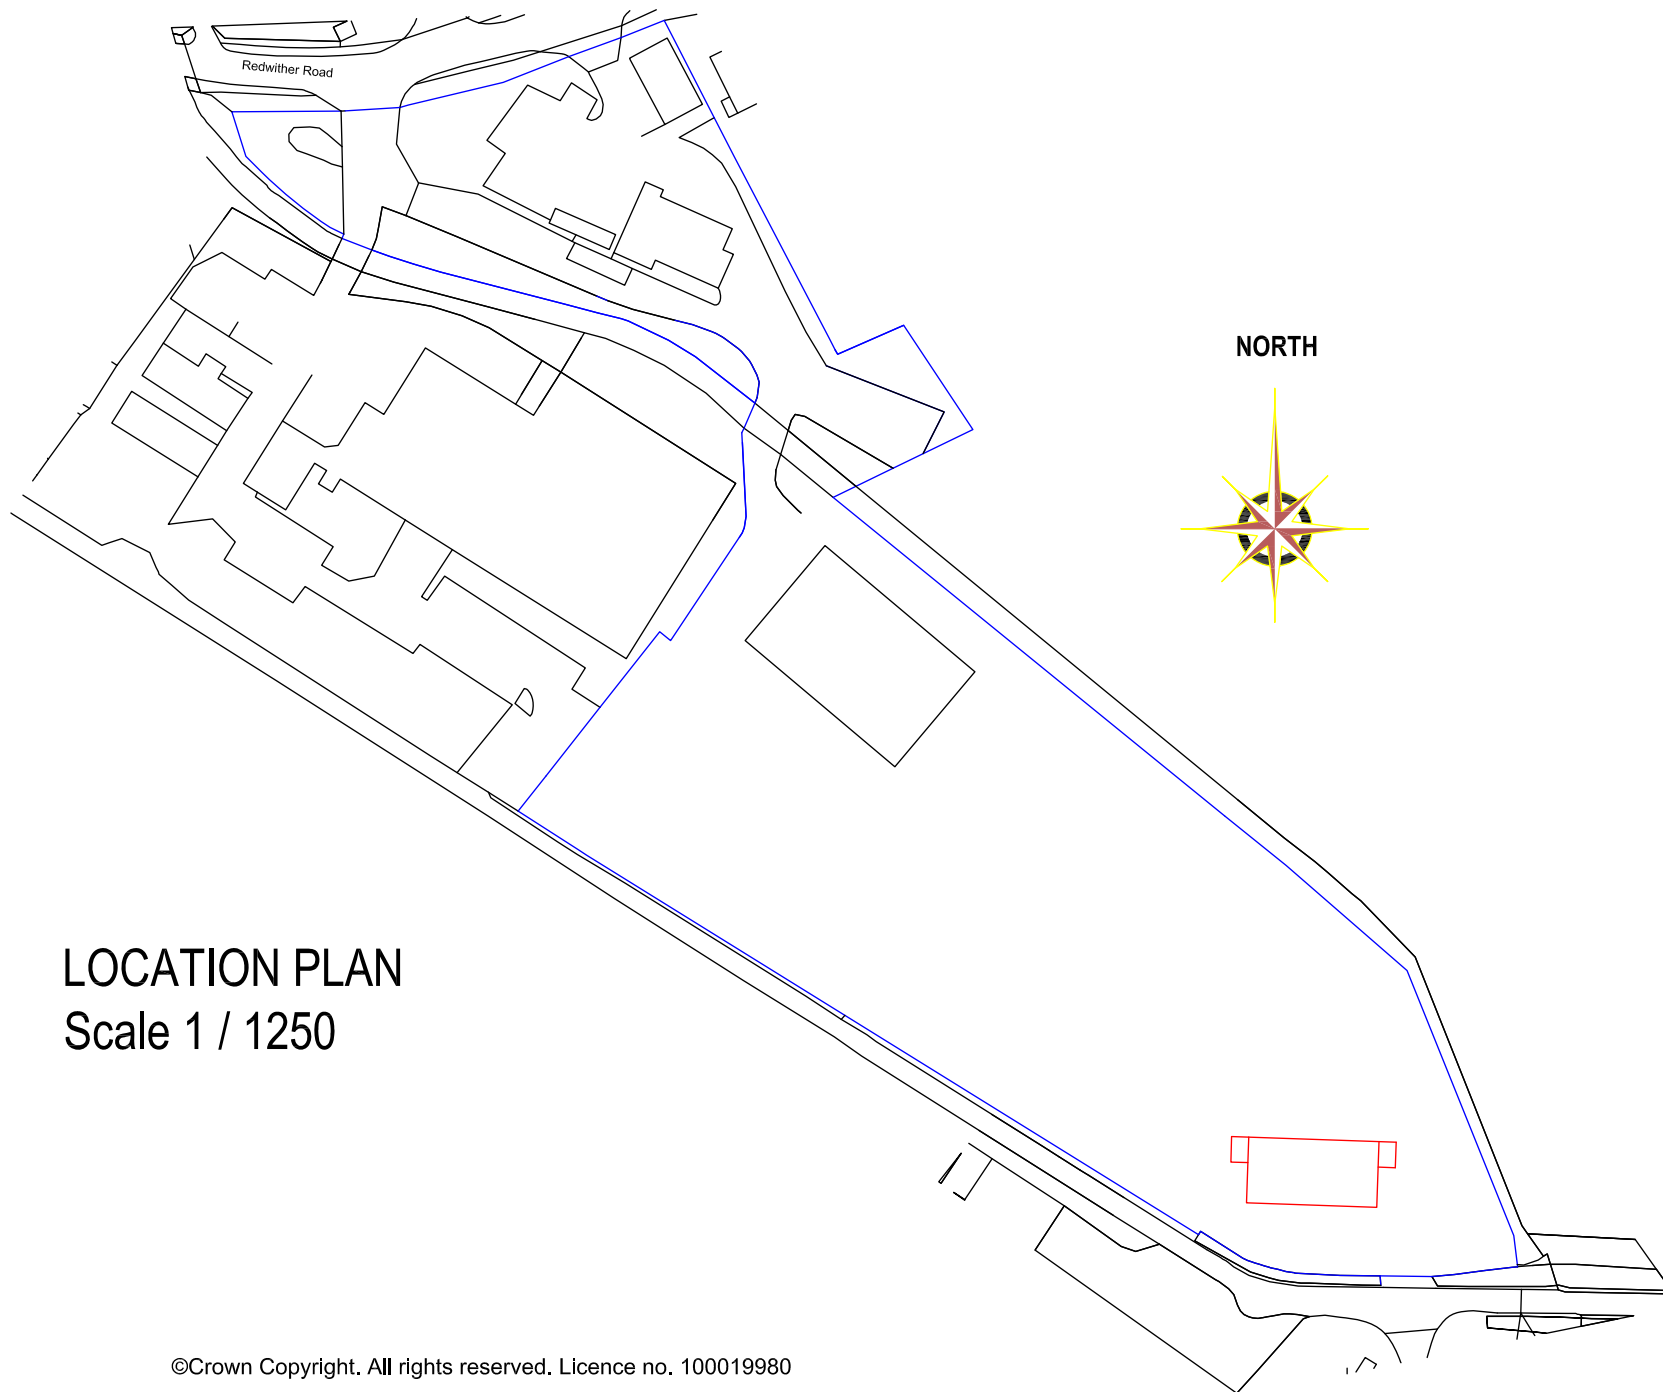 Redwither Road
NORTH
LOCATION PLAN
Scale 1 / 1250
©Crown Copyright. All rights reserved. Licence no. 100019980